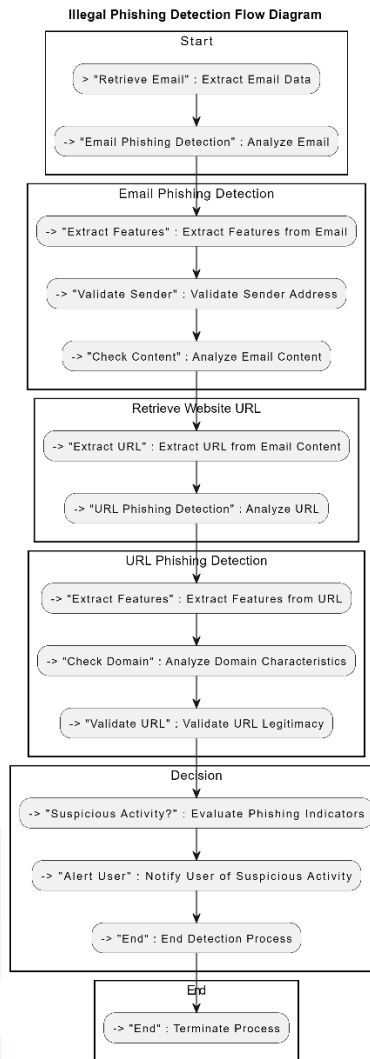 Illegal Phishing Detection Flow Diagram
Start
> "Retrieve Email" : Extract Email Data
-> "Email Phishing Detection" : Analyze Email
Email Phishing Detection
-> "Extract Features" : Extract Features from Email
-> "Validate Sender" : Validate Sender Address
-> "Check Content" : Analyze Email Content
Retrieve Website URL
-> "Extract URL" : Extract URL from Email Content
-> "URL Phishing Detection" : Analyze URL
URL Phishing Detection
-> "Extract Features" : Extract Features from URL
-> "Check Domain" : Analyze Domain Characteristics
-> "Validate URL" : Validate URL Legitimacy
Decision
-> "Suspicious Activity?" : Evaluate Phishing Indicators
-> "Alert User" : Notify User of Suspicious Activity
-> "End" : End Detection Process
End
-> "End" : Terminate Process